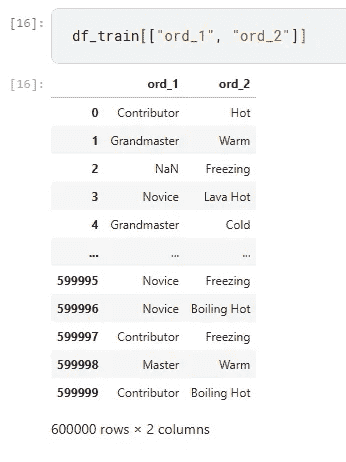 [16]: df_train[["ord_1", "ord_2"]]
[16]: ord_1 ord_2
0 Contributor Hot
1 Grandmaster Warm
2 NaN Freezing
3 Novice Lava Hot
4 Grandmaster Cold
... ... ...
599995 Novice Freezing
599996 Novice Boiling Hot
599997 Contributor Freezing
599998 Master Warm
599999 Contributor Boiling Hot
600000 rows × 2 columns